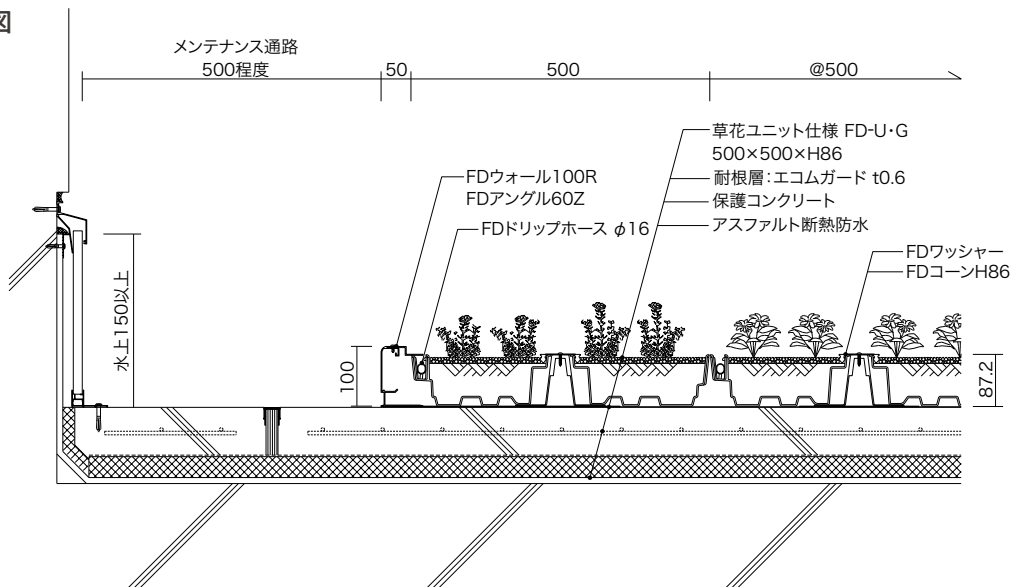 図
メンテナンス通路
500程度
50
500
@500
草花ユニット仕様 FD-U・G
500×500×H86
耐根層：エコムガード t0.6
保護コンクリート
アスファルト断熱防水
FDウォール100R
FDアングル60Z
FDドリップホース φ16
FDワッシャー
FDコーンH86
水上150以上
100
87.2